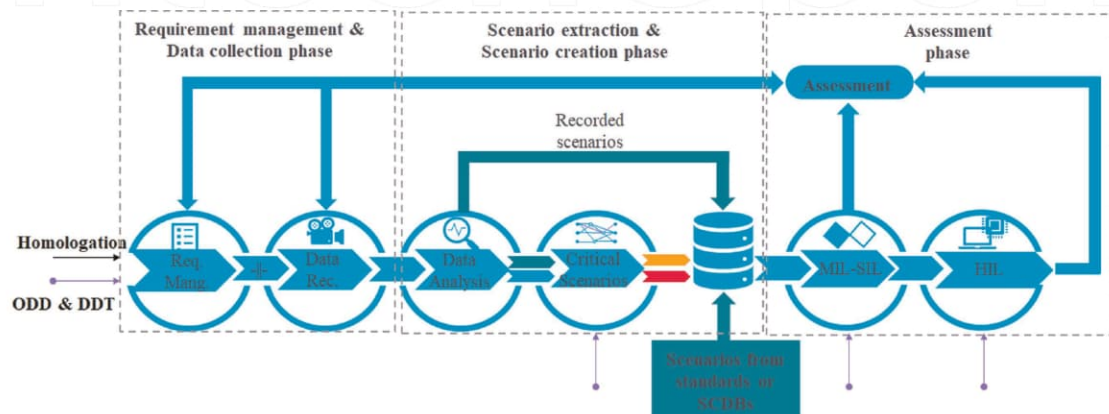 Requirement management &
Data collection phase
Scenario extraction &
Scenario creation phase
Assessment
phase
Assessment
Recorded
scenarios
Homologation
ODD & DDT
Req.
Mang.
Data
Rec.
Data
Analysis
Critical
Scenarios
MIL-SIL
HIL
Scenarios from
standards or
SCDBs